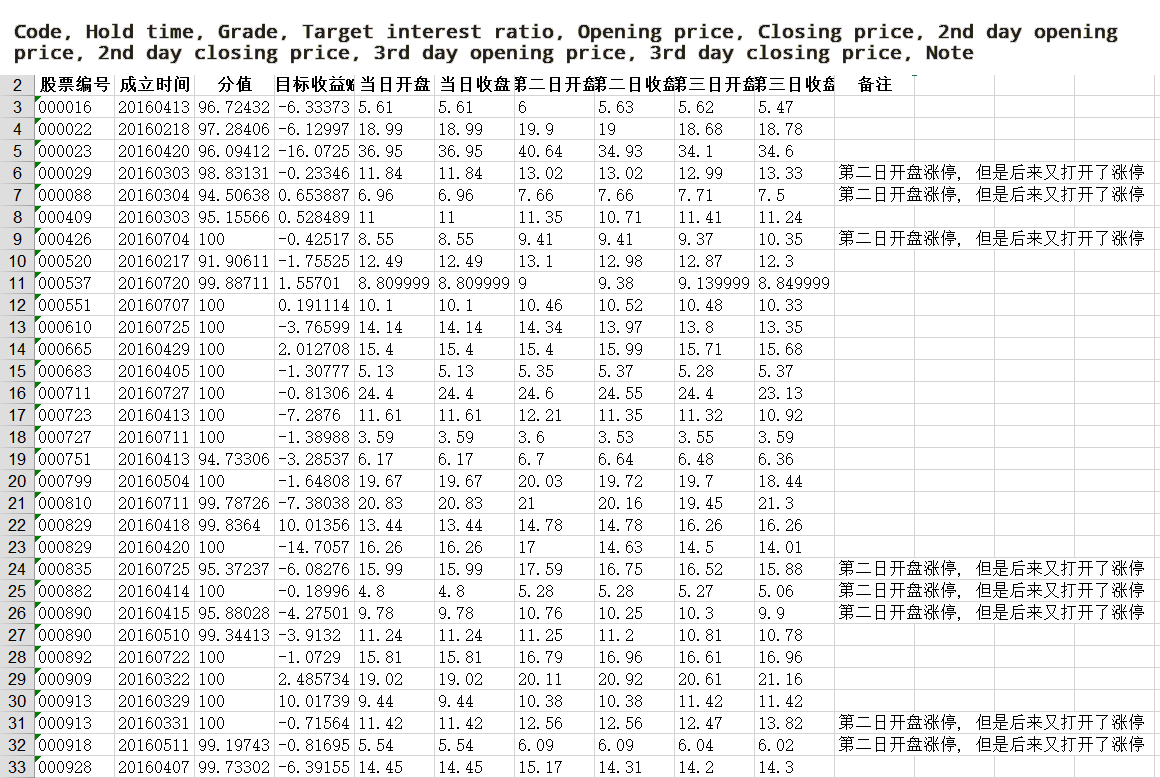 Code, Hold time, Grade, Target interest ratio, Opening price, Closing price, 2nd day opening
price, 2nd day closing price, 3rd day opening price, 3rd day closing price, Note
2 股票编号 成立时间 分值 目标收益% 当日开盘 当日收盘 第二日开盘 第二日收盘 第三日开盘 第三日收盘 备注
3 000016 20160413 96.72432 -6.33373 5.61 5.61 6 5.63 5.62 5.47
4 000022 20160218 97.28406 -6.12997 18.99 18.99 19.9 19 18.68 18.78
5 000023 20160420 96.09412 -16.0725 36.95 36.95 40.64 34.93 34.1 34.6
6 000029 20160303 98.83131 -0.23346 11.84 11.84 13.02 13.02 12.99 13.33 第二日开盘涨停，但是后来又打开了涨停
7 000088 20160304 94.50638 0.653887 6.96 6.96 7.66 7.66 7.71 7.5 第二日开盘涨停，但是后来又打开了涨停
8 000409 20160303 95.15566 0.528489 11 11 11.35 10.71 11.41 11.24
9 000426 20160704 100 -0.42517 8.55 8.55 9.41 9.41 9.37 10.35 第二日开盘涨停，但是后来又打开了涨停
10 000520 20160217 91.90611 -1.75525 12.49 12.49 13.1 12.98 12.87 12.3
11 000537 20160720 99.88711 1.55701 8.809999 8.809999 9 9.38 9.139999 8.849999
12 000551 20160707 100 0.191114 10.1 10.1 10.46 10.52 10.48 10.33
13 000610 20160725 100 -3.76599 14.14 14.14 14.34 13.97 13.8 13.35
14 000665 20160429 100 2.012708 15.4 15.4 15.4 15.99 15.71 15.68
15 000683 20160405 100 -1.30777 5.13 5.13 5.35 5.37 5.28 5.37
16 000711 20160727 100 -0.81306 24.4 24.4 24.6 24.55 24.4 23.13
17 000723 20160413 100 -7.2876 11.61 11.61 12.21 11.35 11.32 10.92
18 000727 20160711 100 -1.38988 3.59 3.59 3.6 3.53 3.55 3.59
19 000751 20160413 94.73306 -3.28537 6.17 6.17 6.7 6.64 6.48 6.36
20 000799 20160504 100 -1.64808 19.67 19.67 20.03 19.72 19.7 18.44
21 000810 20160711 99.78726 -7.38038 20.83 20.83 21 20.16 19.45 21.3
22 000829 20160418 99.8364 10.01356 13.44 13.44 14.78 14.78 16.26 16.26
23 000829 20160420 100 -14.7057 16.26 16.26 17 14.63 14.5 14.01
24 000835 20160725 95.37237 -6.08276 15.99 15.99 17.59 16.75 16.52 15.88 第二日开盘涨停，但是后来又打开了涨停
25 000882 20160414 100 -0.18996 4.8 4.8 5.28 5.28 5.27 5.06 第二日开盘涨停，但是后来又打开了涨停
26 000890 20160415 95.88028 -4.27501 9.78 9.78 10.76 10.25 10.3 9.9 第二日开盘涨停，但是后来又打开了涨停
27 000890 20160510 99.34413 -3.9132 11.24 11.24 11.25 11.2 10.81 10.78
28 000892 20160722 100 -1.0729 15.81 15.81 16.79 16.96 16.61 16.96
29 000909 20160322 100 2.485734 19.02 19.02 20.11 20.92 20.61 21.16
30 000913 20160329 100 10.01739 9.44 9.44 10.38 10.38 11.42 11.42
31 000913 20160331 100 -0.71564 11.42 11.42 12.56 12.56 12.47 13.82 第二日开盘涨停，但是后来又打开了涨停
32 000918 20160511 99.19743 -0.81695 5.54 5.54 6.09 6.09 6.04 6.02 第二日开盘涨停，但是后来又打开了涨停
33 000928 20160407 99.73302 -6.39155 14.45 14.45 15.17 14.31 14.2 14.3